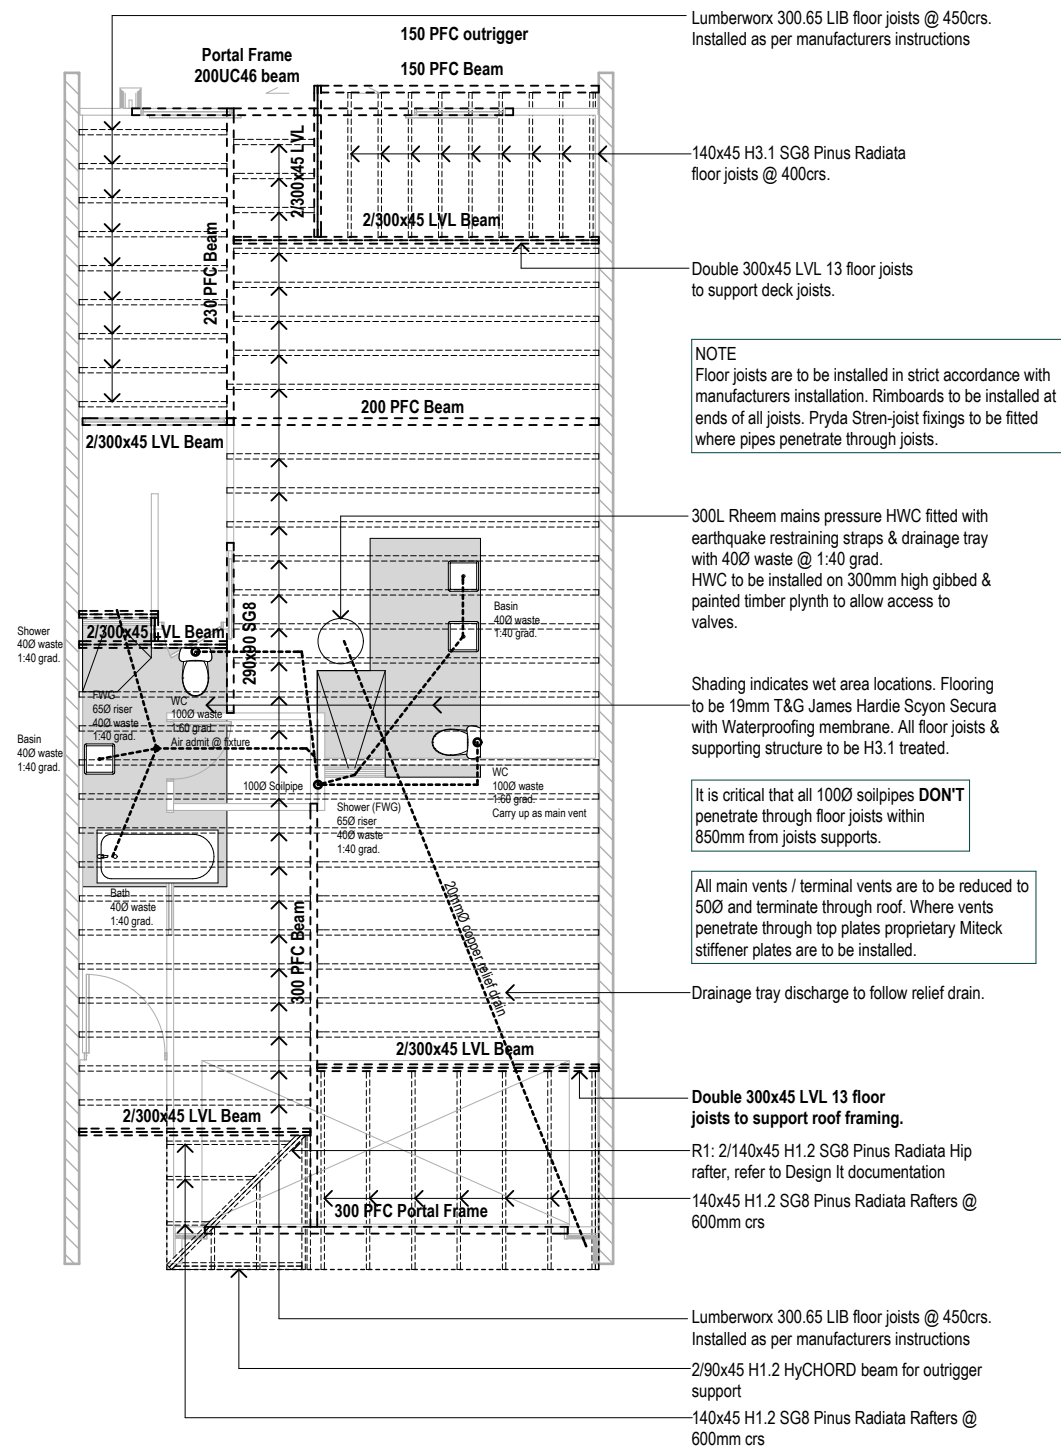 150 PFC outrigger
Portal Frame
200UC46 beam
150 PFC Beam
2/300x45 LVL
2/300x45 LVL Beam
230 PFC Beam
200 PFC Beam
2/300x45 LVL Beam
290x90 SG8
2/300x45 LVL Beam
Shower
40Ø waste
1:40 grad.
FWG
65Ø riser
40Ø waste
1:40 grad.
WC
100Ø waste
1:60 grad.
Air admit @ fixture
Basin
40Ø waste
1:40 grad.
Basin
40Ø waste
1:40 grad.
100Ø Soilpipe
Shower (FWG)
65Ø riser
40Ø waste
1:40 grad.
WC
100Ø waste
1:60 grad.
Carry up as main vent
Bath
40Ø waste
1:40 grad.
300 PFC Beam
20mmØ copper relief drain
2/300x45 LVL Beam
2/300x45 LVL Beam
300 PFC Portal Frame
Lumberworx 300.65 LIB floor joists @ 450crs.
Installed as per manufacturers instructions
140x45 H3.1 SG8 Pinus Radiata
floor joists @ 400crs.
Double 300x45 LVL 13 floor joists
to support deck joists.
NOTE
Floor joists are to be installed in strict accordance with
manufacturers installation. Rimboards to be installed at
ends of all joists. Pryda Stren-joist fixings to be fitted
where pipes penetrate through joists.
300L Rheem mains pressure HWC fitted with
earthquake restraining straps & drainage tray
with 40Ø waste @ 1:40 grad.
HWC to be installed on 300mm high gibbed &
painted timber plynth to allow access to
valves.
Shading indicates wet area locations. Flooring
to be 19mm T&G James Hardie Scyon Secura
with Waterproofing membrane. All floor joists &
supporting structure to be H3.1 treated.
It is critical that all 100Ø soilpipes DON'T
penetrate through floor joists within
850mm from joists supports.
All main vents / terminal vents are to be reduced to
50Ø and terminate through roof. Where vents
penetrate through top plates proprietary Miteck
stiffener plates are to be installed.
Drainage tray discharge to follow relief drain.
Double 300x45 LVL 13 floor
joists to support roof framing.
R1: 2/140x45 H1.2 SG8 Pinus Radiata Hip
rafter, refer to Design It documentation
140x45 H1.2 SG8 Pinus Radiata Rafters @
600mm crs
Lumberworx 300.65 LIB floor joists @ 450crs.
Installed as per manufacturers instructions
2/90x45 H1.2 HyCHORD beam for outrigger
support
140x45 H1.2 SG8 Pinus Radiata Rafters @
600mm crs